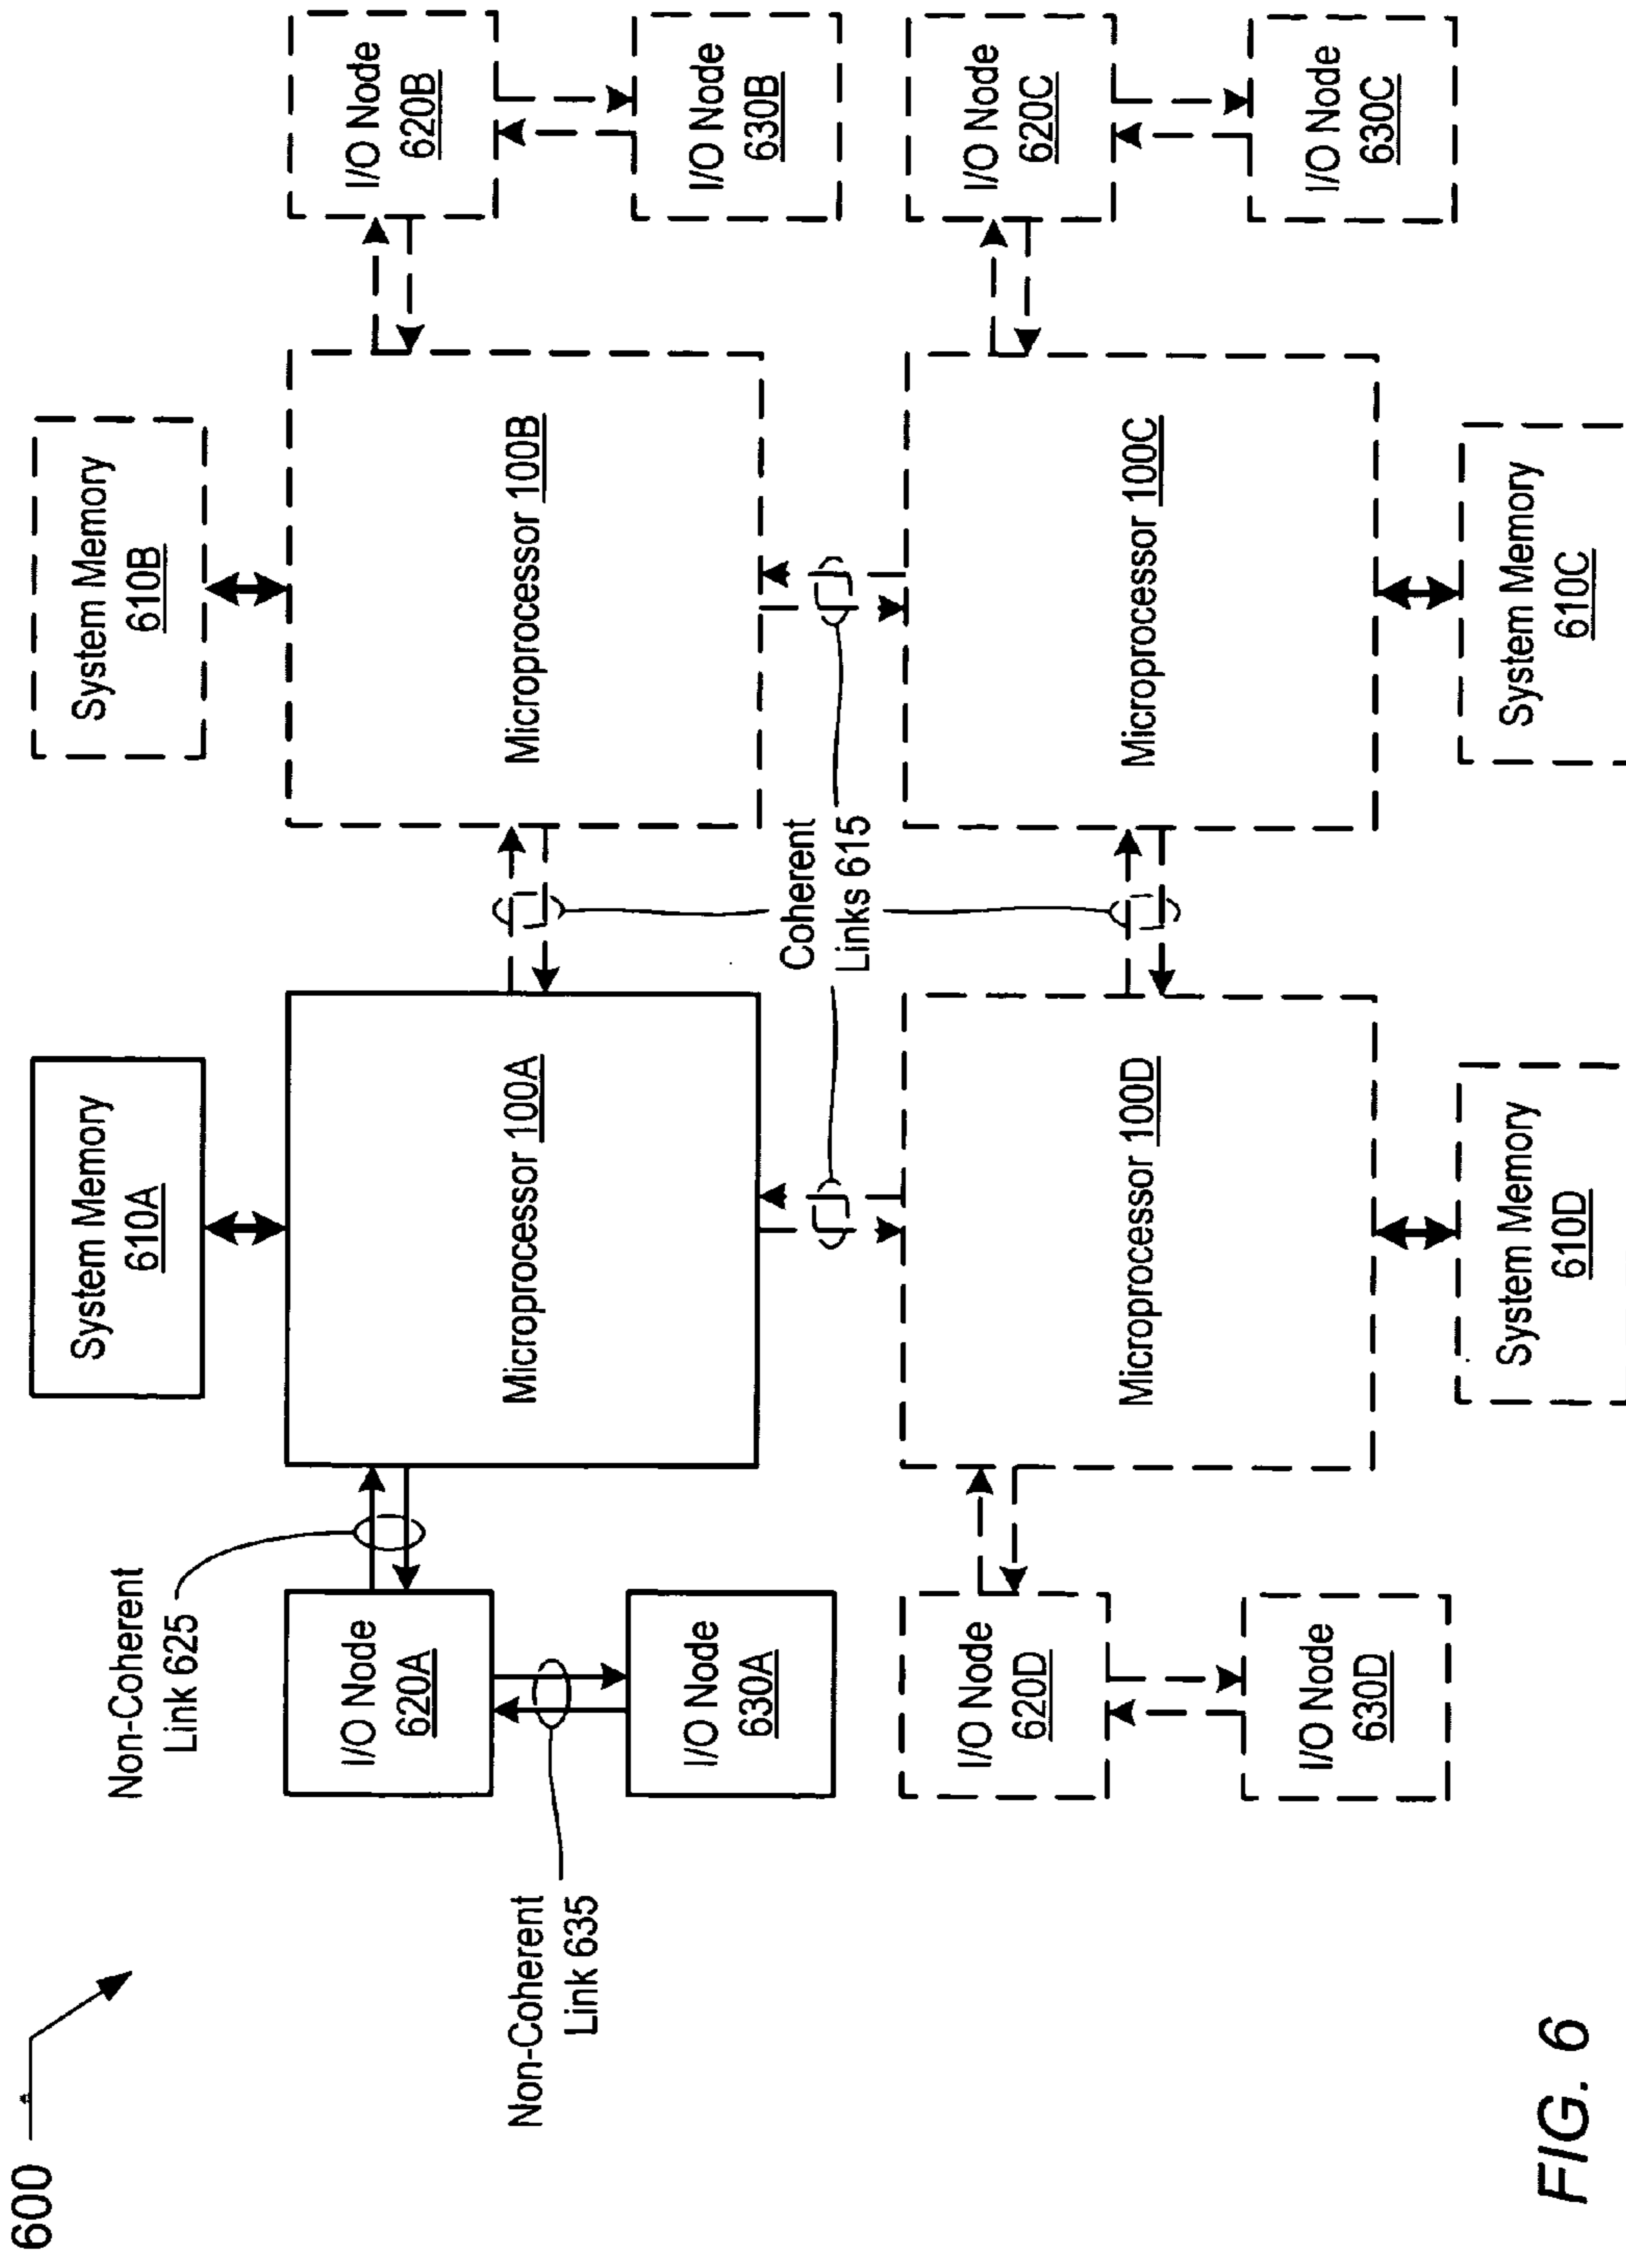 600
System Memory
610A
System Memory
610B
Non-Coherent
Link 625
I/O Node
620A
Microprocessor 100A
Microprocessor 100B
I/O Node
620B
Non-Coherent
Link 635
I/O Node
630A
Coherent
Links 615
I/O Node
630B
I/O Node
620D
Microprocessor 100D
Microprocessor 100C
I/O Node
620C
I/O Node
630D
I/O Node
630C
System Memory
610D
System Memory
610C
FIG. 6